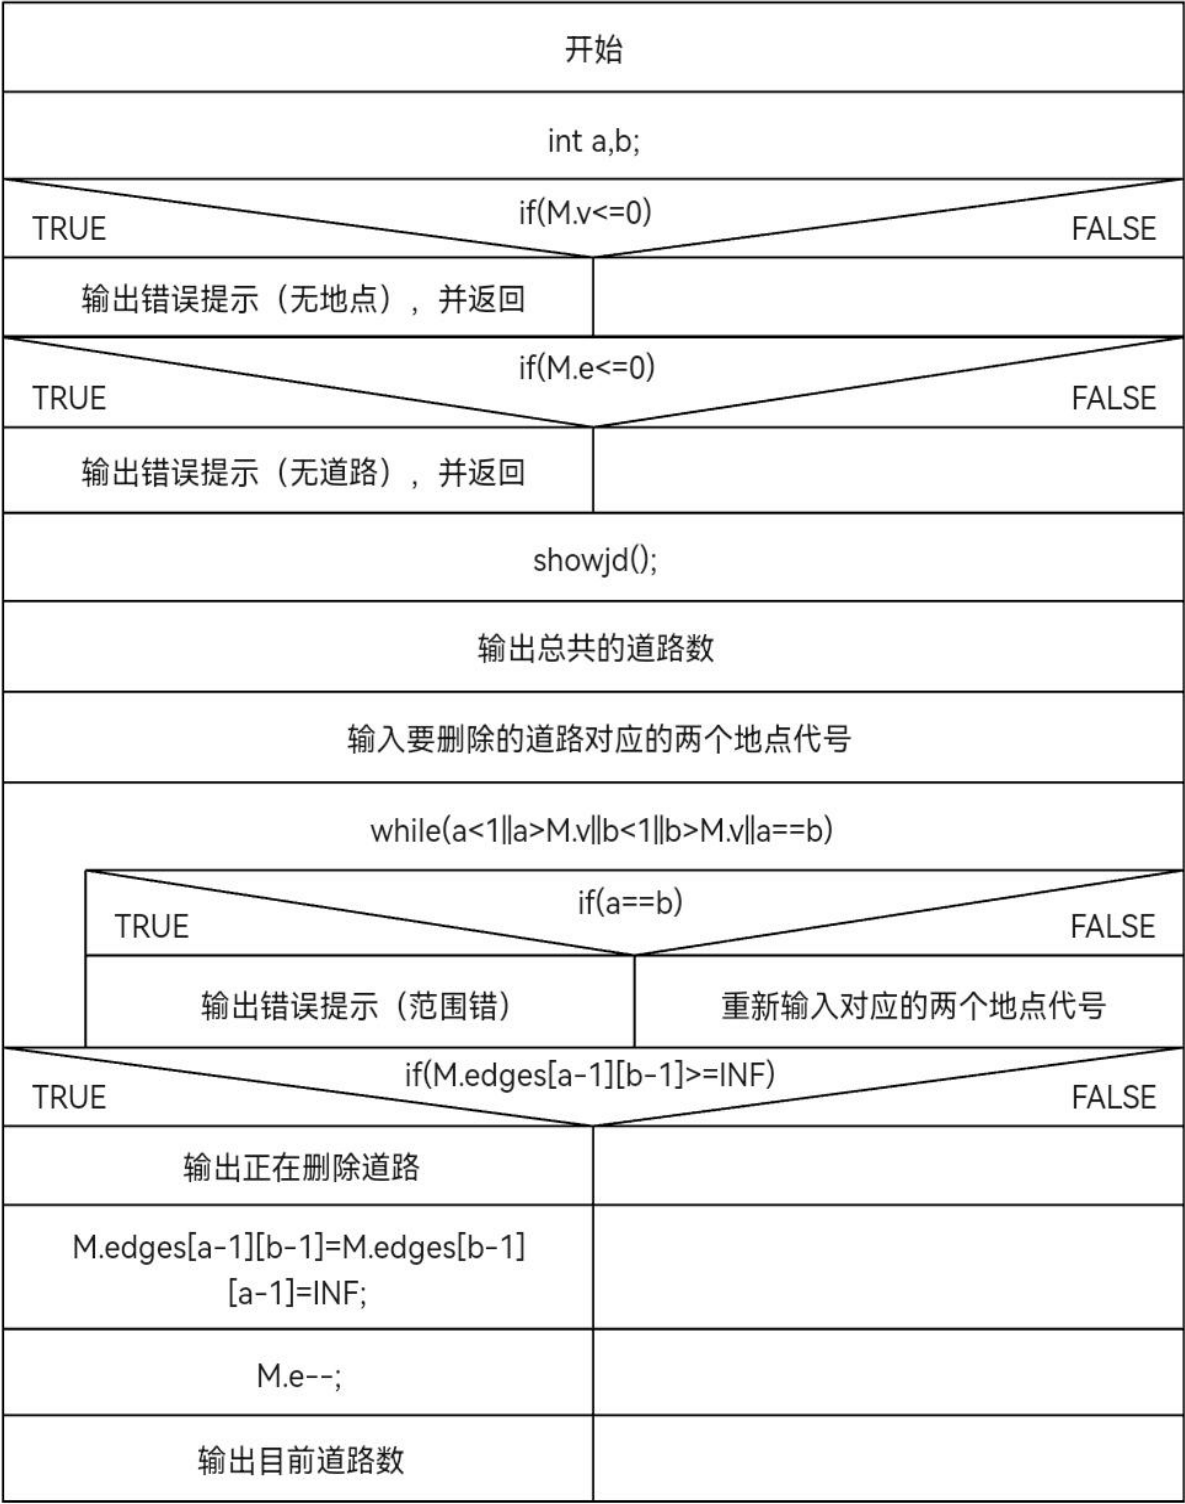 开始
int a,b;
if(M.v<=0)
TRUE
FALSE
输出错误提示（无地点），并返回
if(M.e<=0)
TRUE
FALSE
输出错误提示（无道路），并返回
showjd();
输出总共的道路数
输入要删除的道路对应的两个地点代号
while(a<1||a>M.v||b<1||b>M.v||a==b)
if(a==b)
TRUE
FALSE
输出错误提示（范围错）
重新输入对应的两个地点代号
if(M.edges[a-1][b-1]>=INF)
TRUE
FALSE
输出正在删除道路
M.edges[a-1][b-1]=M.edges[b-1]
[a-1]=INF;
M.e--;
输出目前道路数